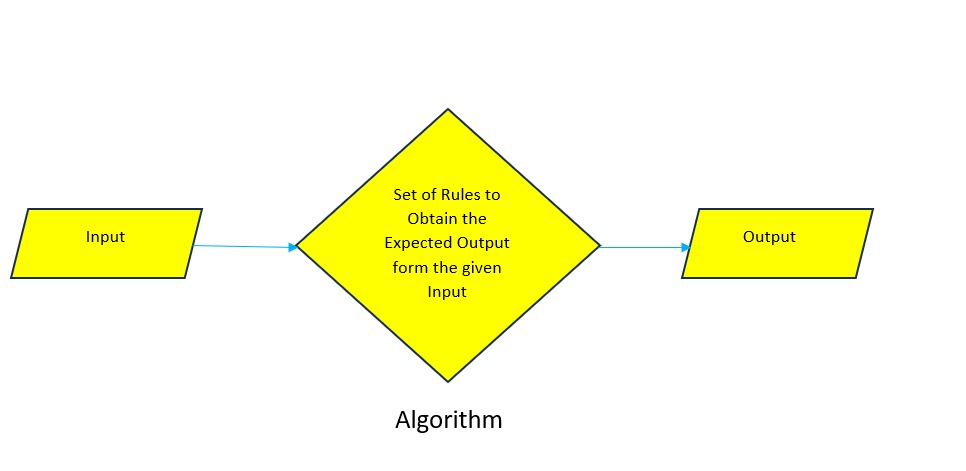 Input
Set of Rules to
Obtain the
Expected Output
form the given
Input
Output
Algorithm